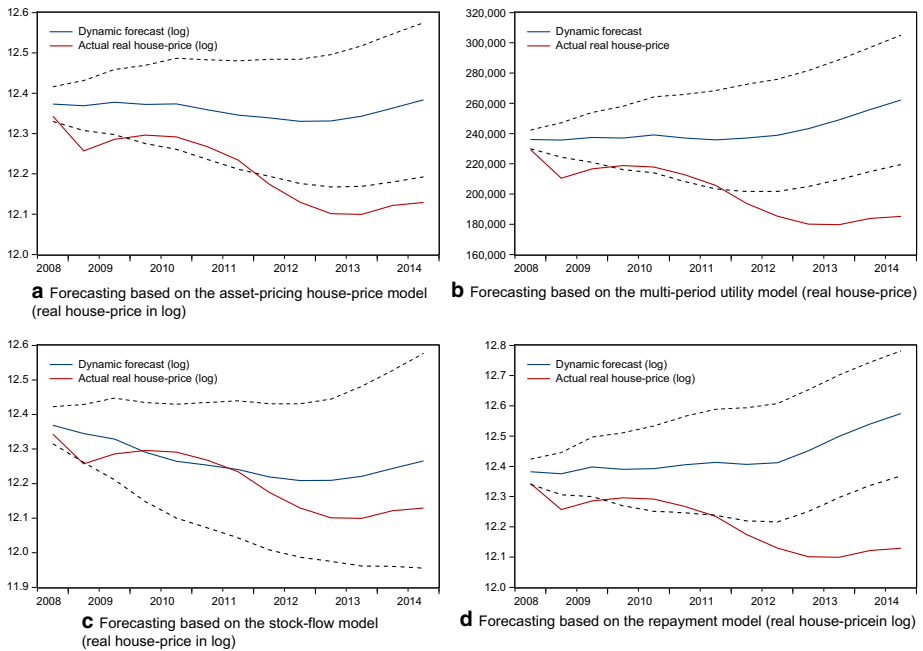 12.6
12.5
12.4
12.3
12.2
12.1
12.0
Dynamic forecast (log)
Actual real house-price (log)
2008 2009 2010 2011 2012 2013 2014
a Forecasting based on the asset-pricing house-price model
(real house-price in log)
320,000
300,000
280,000
260,000
240,000
220,000
200,000
180,000
160,000
Dynamic forecast
Actual real house-price
2008 2009 2010 2011 2012 2013 2014
b Forecasting based on the multi-period utility model (real house-price)
12.6
12.5
12.4
12.3
12.2
12.1
12.0
11.9
Dynamic forecast (log)
Actual real house-price (log)
2008 2009 2010 2011 2012 2013 2014
c Forecasting based on the stock-flow model
(real house-price in log)
12.8
12.7
12.6
12.5
12.4
12.3
12.2
12.1
12.0
Dynamic forecast (log)
Actual real house-price (log)
2008 2009 2010 2011 2012 2013 2014
d Forecasting based on the repayment model (real house-pricein log)